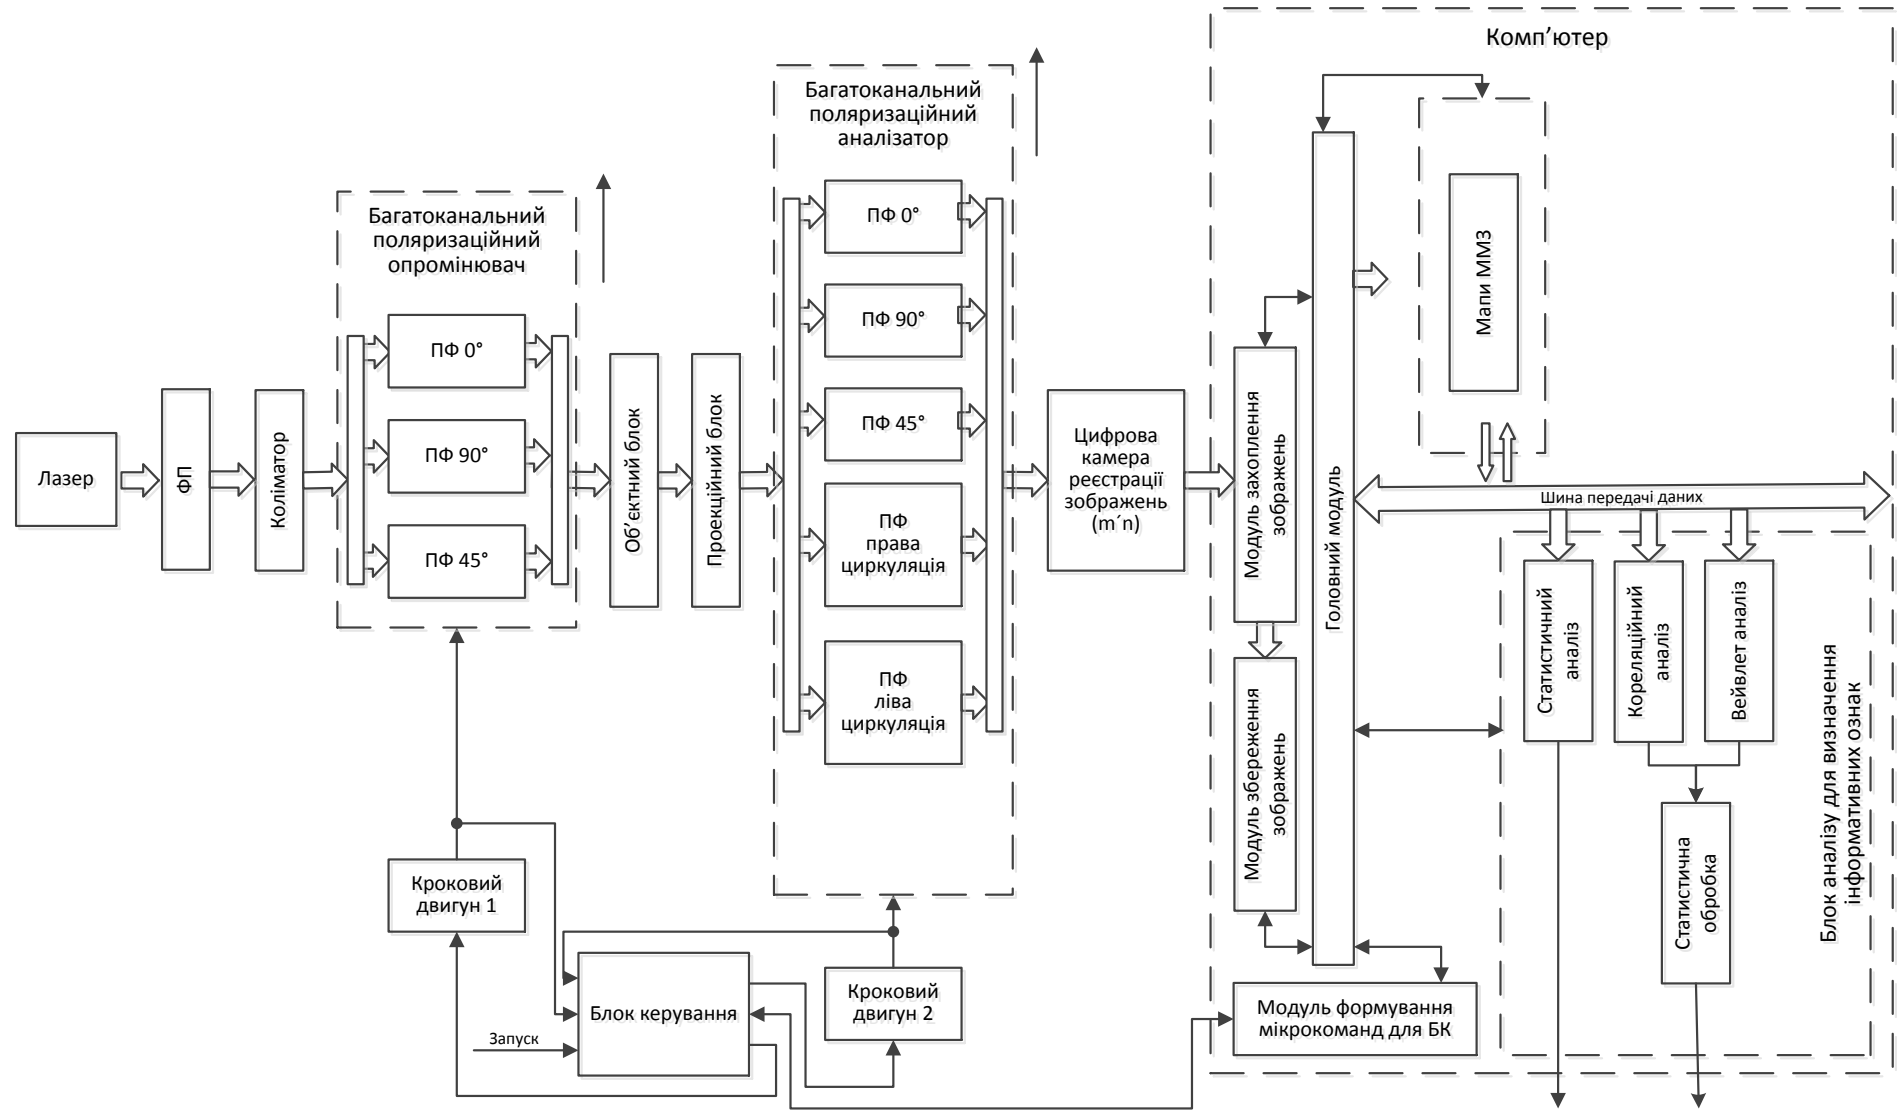 Комп’ютер
Багатоканальний
поляризаційний
аналізатор
Багатоканальний
поляризаційний
опромінювач
ПФ 0°
ПФ 90°
ПФ 45°
Лазер
ФП
Коліматор
Об’єктний блок
Проекційний блок
ПФ 0°
ПФ 90°
ПФ 45°
ПФ
права
циркуляція
ПФ
ліва
циркуляція
Цифрова
камера
реєстрації
зображень
(m´n)
Модуль захоплення
зображень
Модуль збереження
зображень
Головний модуль
Мапи ММЗ
Шина передачі даних
Статистичний
аналіз
Кореляційний
аналіз
Вейвлет аналіз
Статистична
обробка
Блок аналізу для визначення
інформативних ознак
Кроковий
двигун 1
Блок керування
Запуск
Кроковий
двигун 2
Модуль формування
мікрокоманд для БК